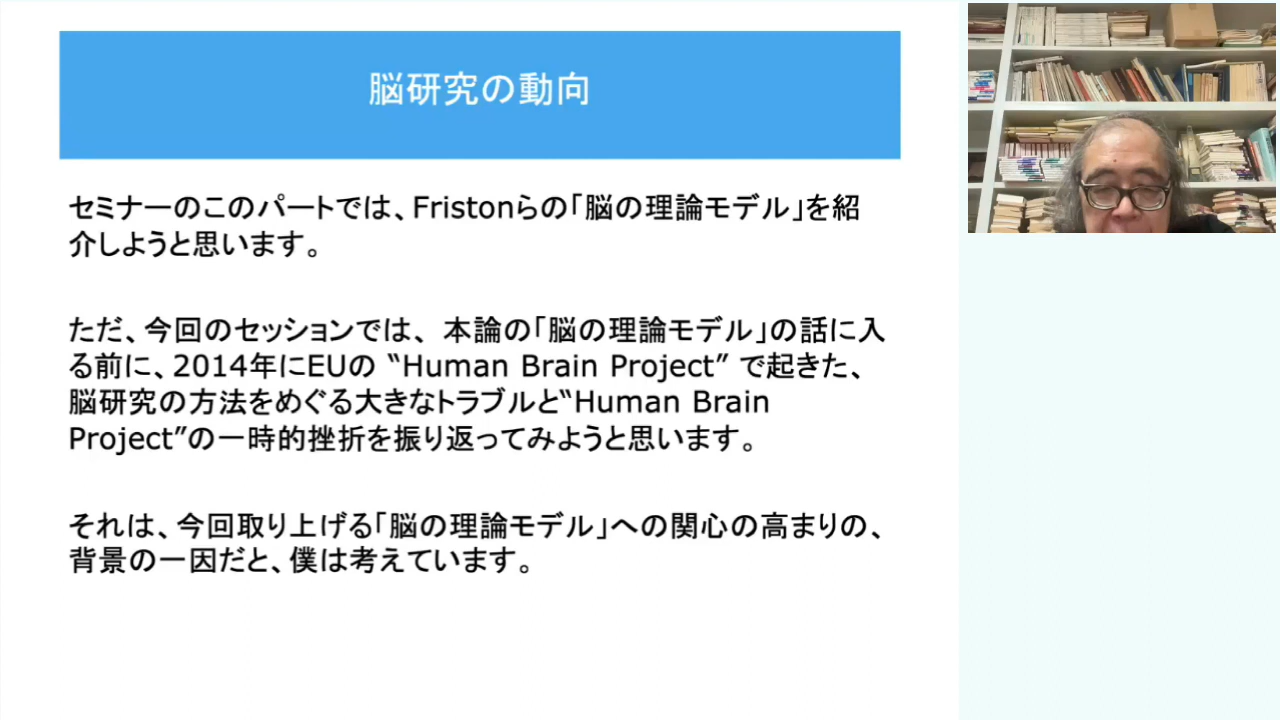 脳研究の動向
セミナーのこのパートでは、Fristonらの「脳の理論モデル」を紹
介しようと思います。
ただ、今回のセッションでは、 本論の「脳の理論モデル」の話に入
る前に、2014年にEUの “Human Brain Project” で起きた、
脳研究の方法をめぐる大きなトラブルと“Human Brain
Project”の一時的挫折を振り返ってみようと思います。
それは、今回取り上げる「脳の理論モデル」への関心の高まりの、
背景の一因だと、僕は考えています。